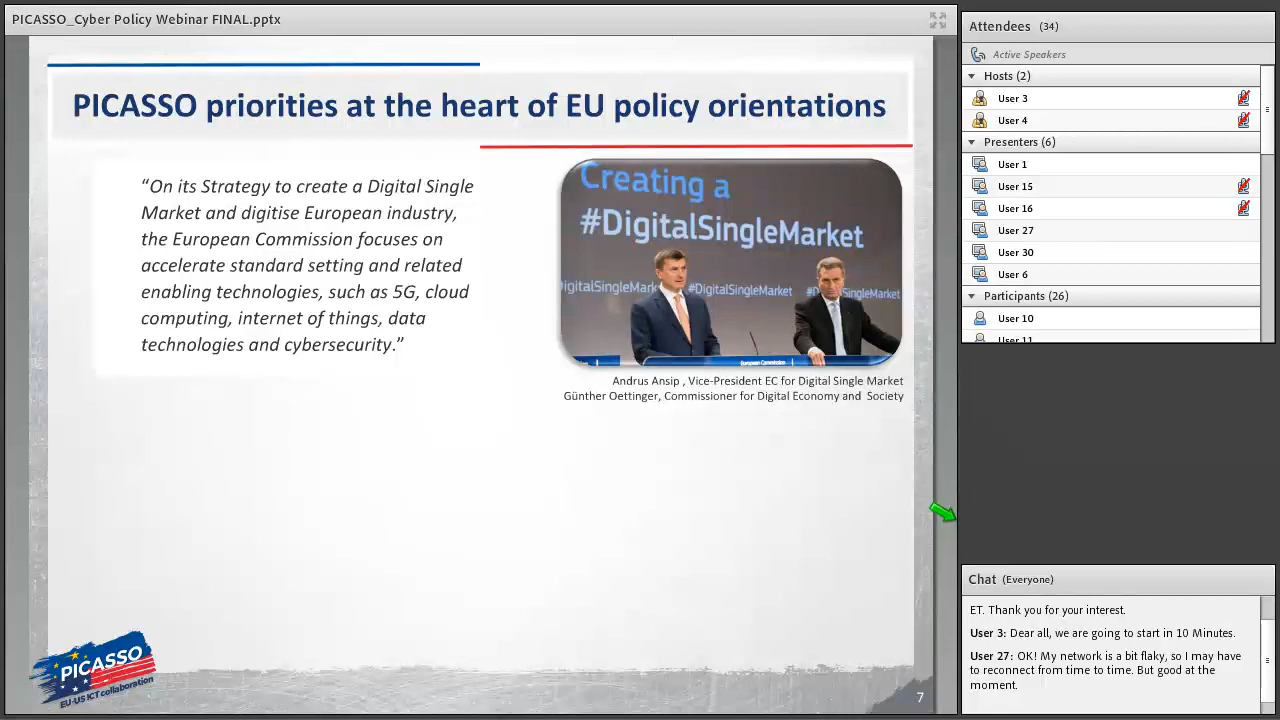 PICASSO_Cyber Policy Webinar FINAL.pptx
PICASSO priorities at the heart of EU policy orientations
“On its Strategy to create a Digital Single
Market and digitise European industry,
the European Commission focuses on
accelerate standard setting and related
enabling technologies, such as 5G, cloud
computing, internet of things, data
technologies and cybersecurity.”
Creating a
#DigitalSingleMarket
#DigitalSingleMarket
European Commission
Andrus Ansip , Vice-President EC for Digital Single Market
Günther Oettinger, Commissioner for Digital Economy and Society
PICASSO
EU-US ICT collaboration
7
Attendees (34)
Active Speakers
Hosts (2)
User 3
User 4
Presenters (6)
User 1
User 15
User 16
User 27
User 30
User 6
Participants (26)
User 10
User 11
Chat (Everyone)
ET. Thank you for your interest.
User 3: Dear all, we are going to start in 10 Minutes.
User 27: OK! My network is a bit flaky, so I may have
to reconnect from time to time. But good at the
moment.